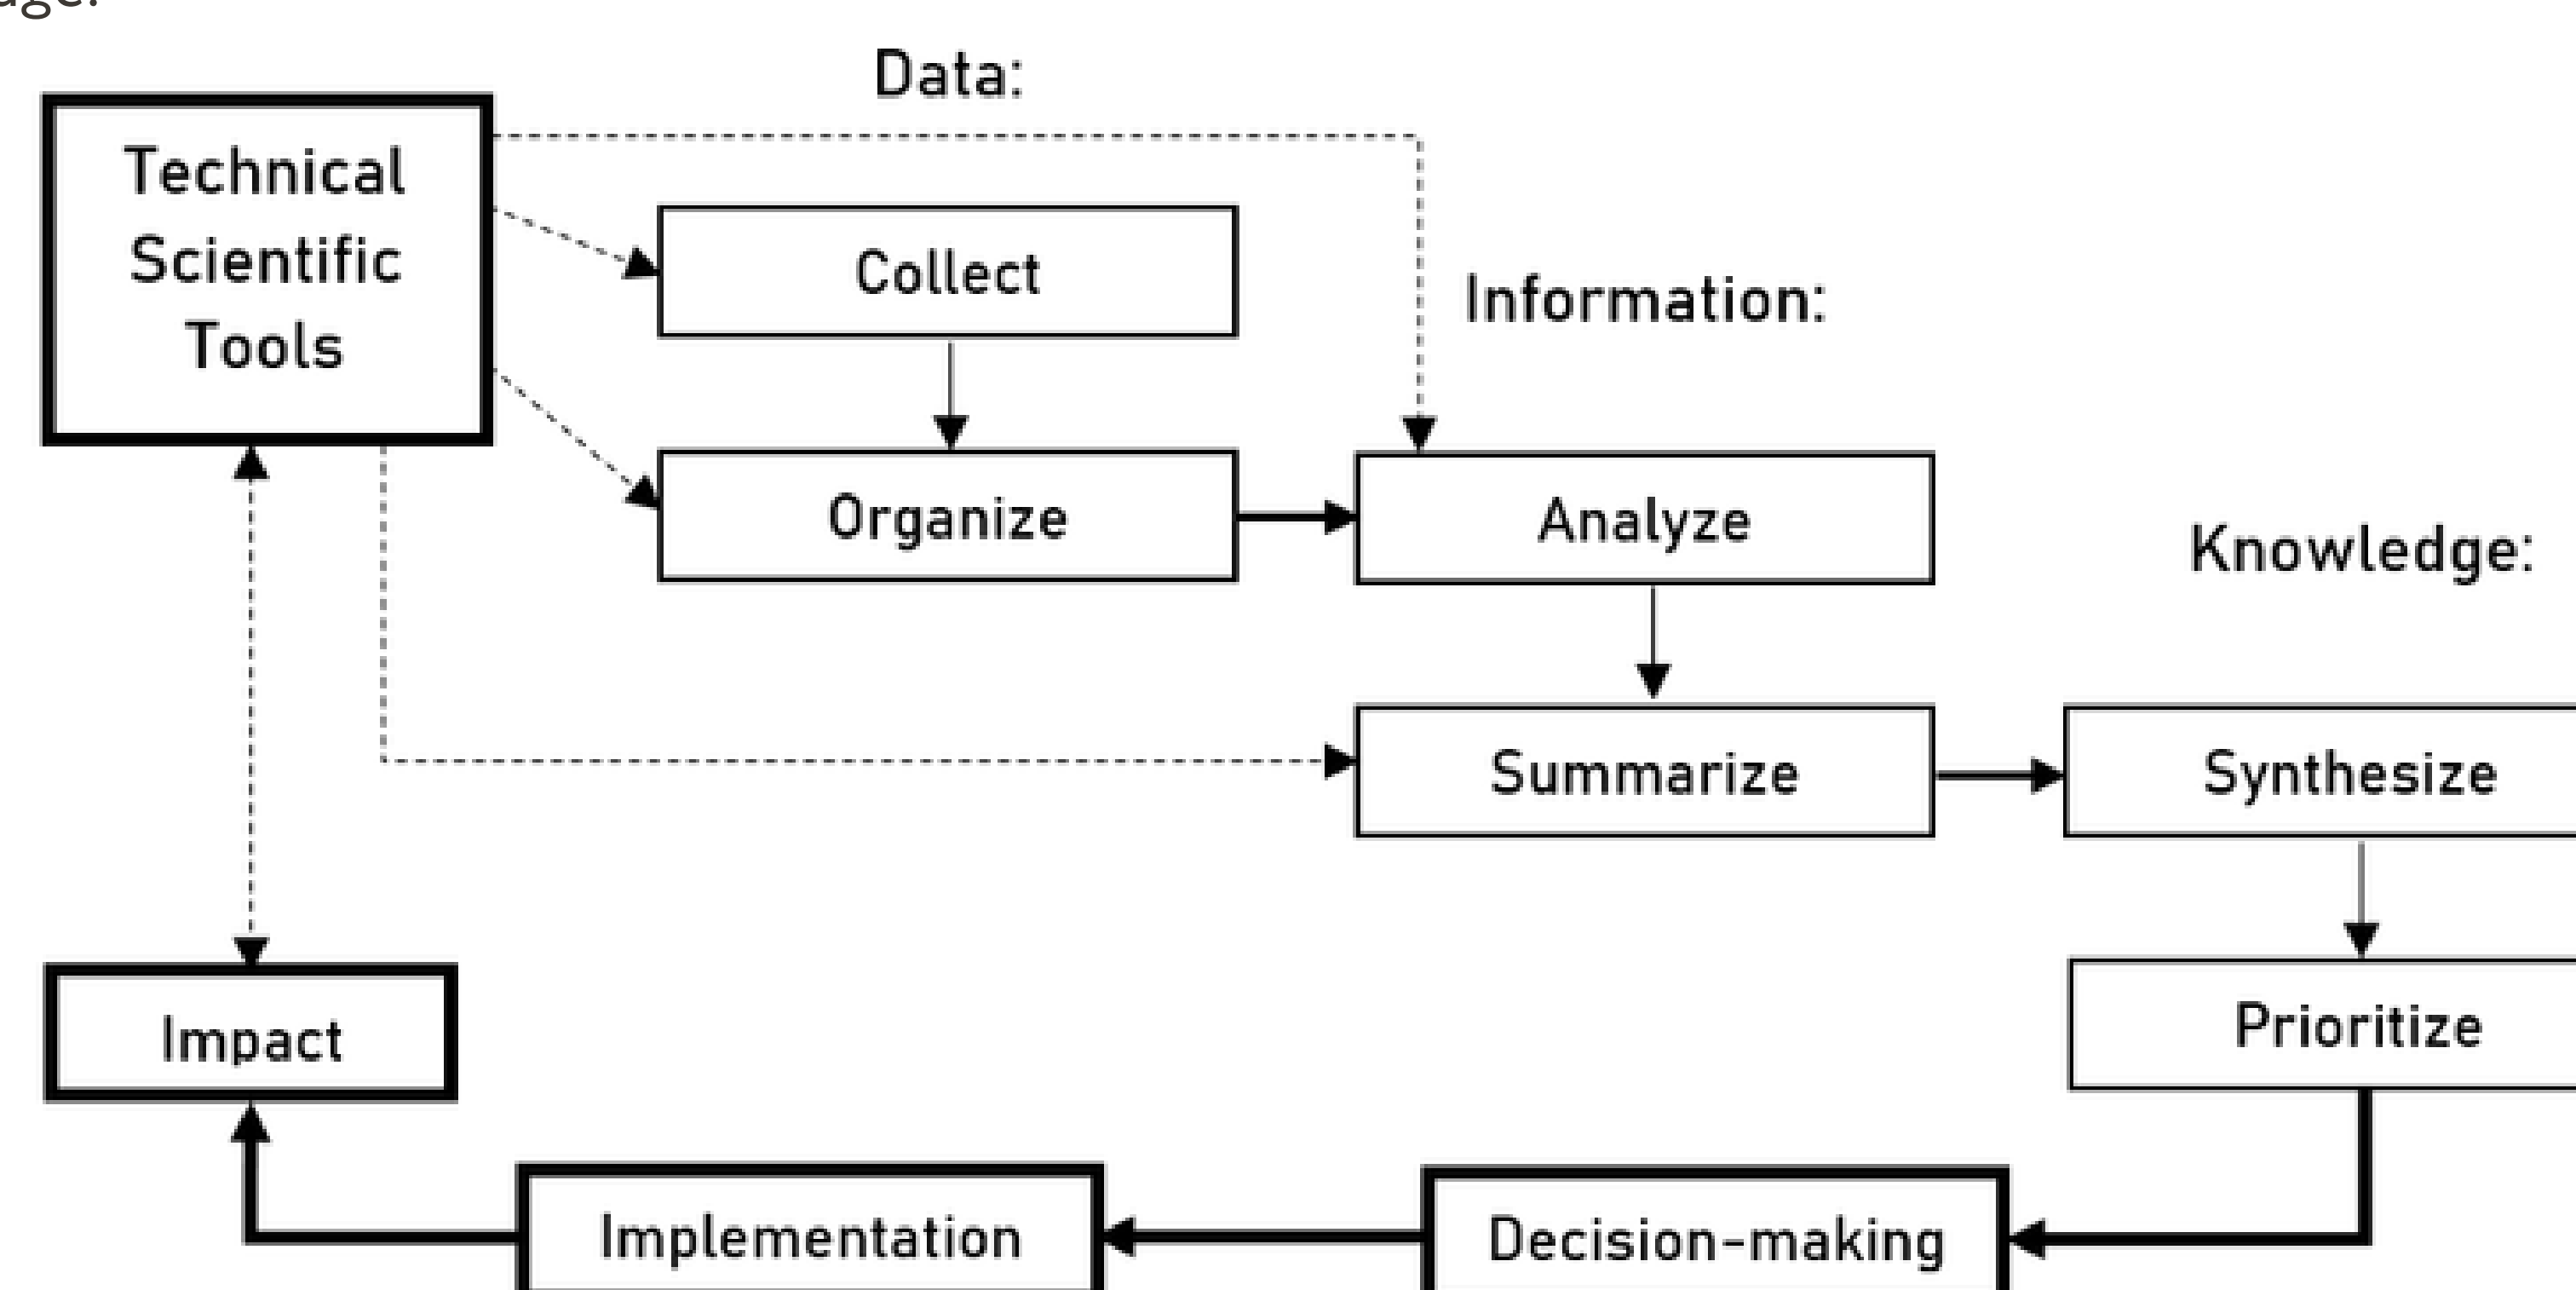 Data:
Technical
Scientific
Tools
Collect
Information:
Organize
Analyze
Knowledge:
Summarize
Synthesize
Impact
Prioritize
Implementation
Decision-making